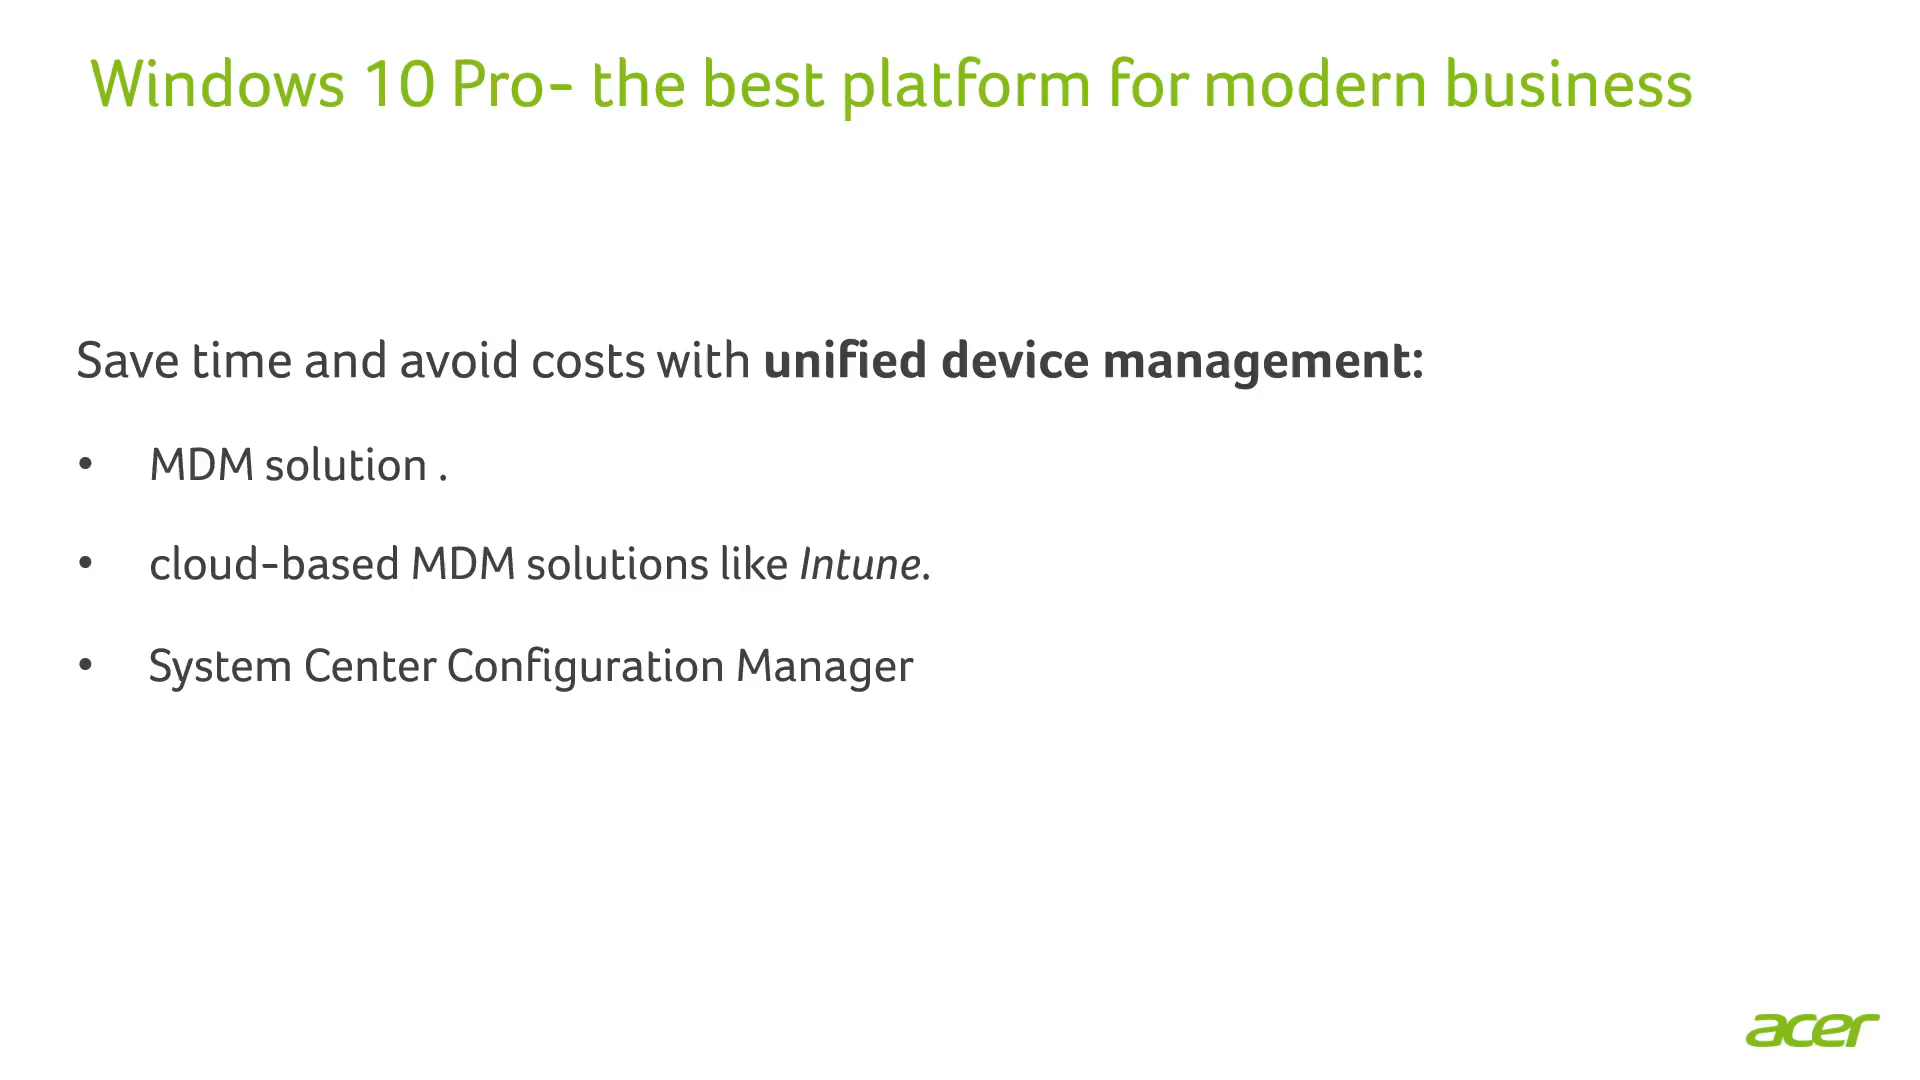 Windows 10 Pro- the best platform for modern business
Save time and avoid costs with unified device management:
• MDM solution .
• cloud-based MDM solutions like Intune.
• System Center Configuration Manager
acer